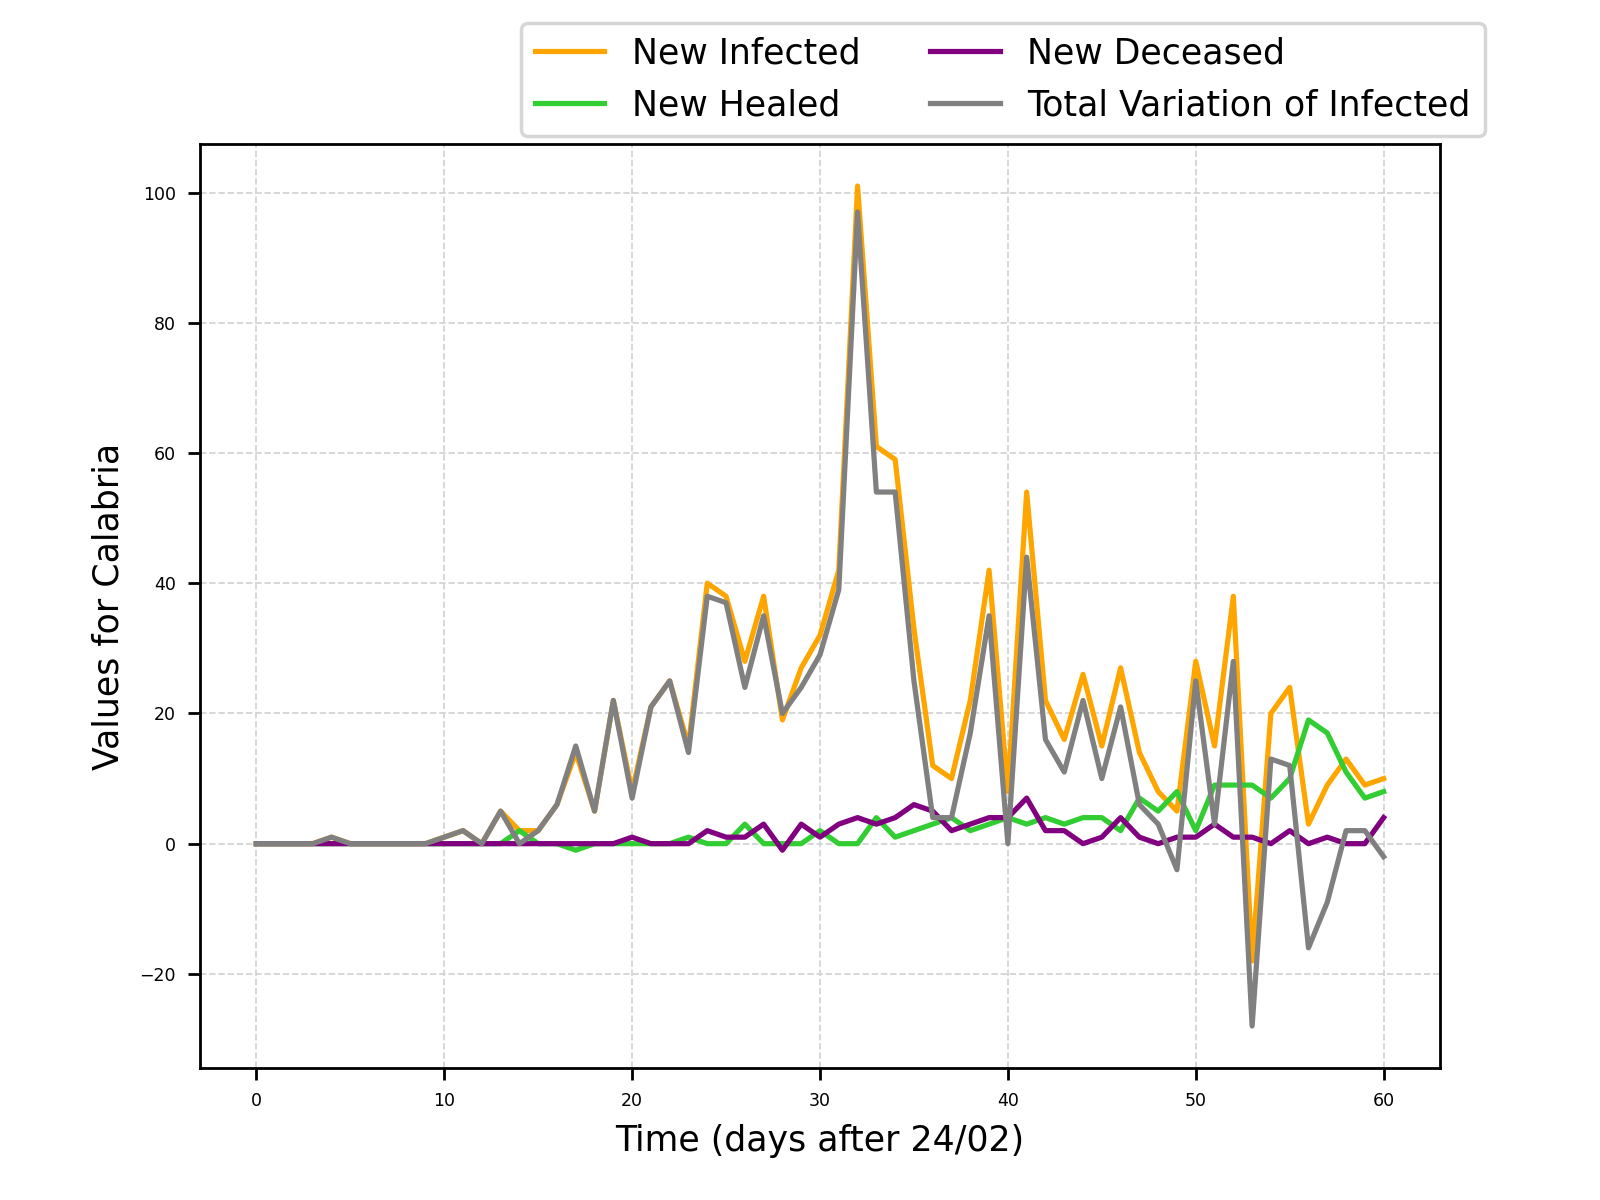 New Infected
New Healed
New Deceased
Total Variation of Infected
100
80
60
40
20
0
−20
Values for Calabria
0 10 20 30 40 50 60
Time (days after 24/02)